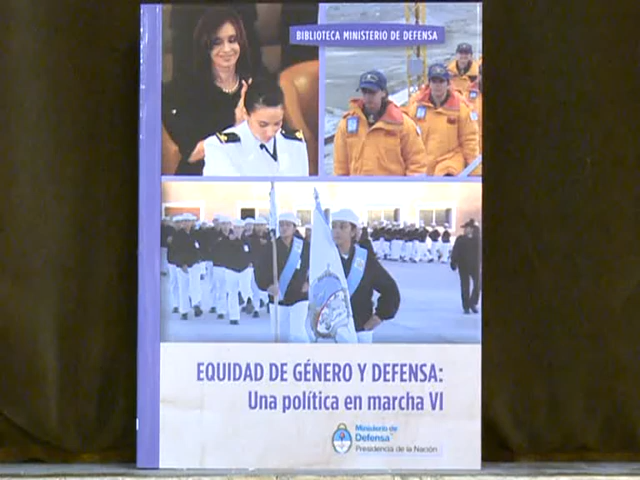 BIBLIOTECA MINISTERIO DE DEFENSA
EQUIDAD DE GÉNERO Y DEFENSA:
Una política en marcha VI
Ministerio de
Defensa
Presidencia de la Nación